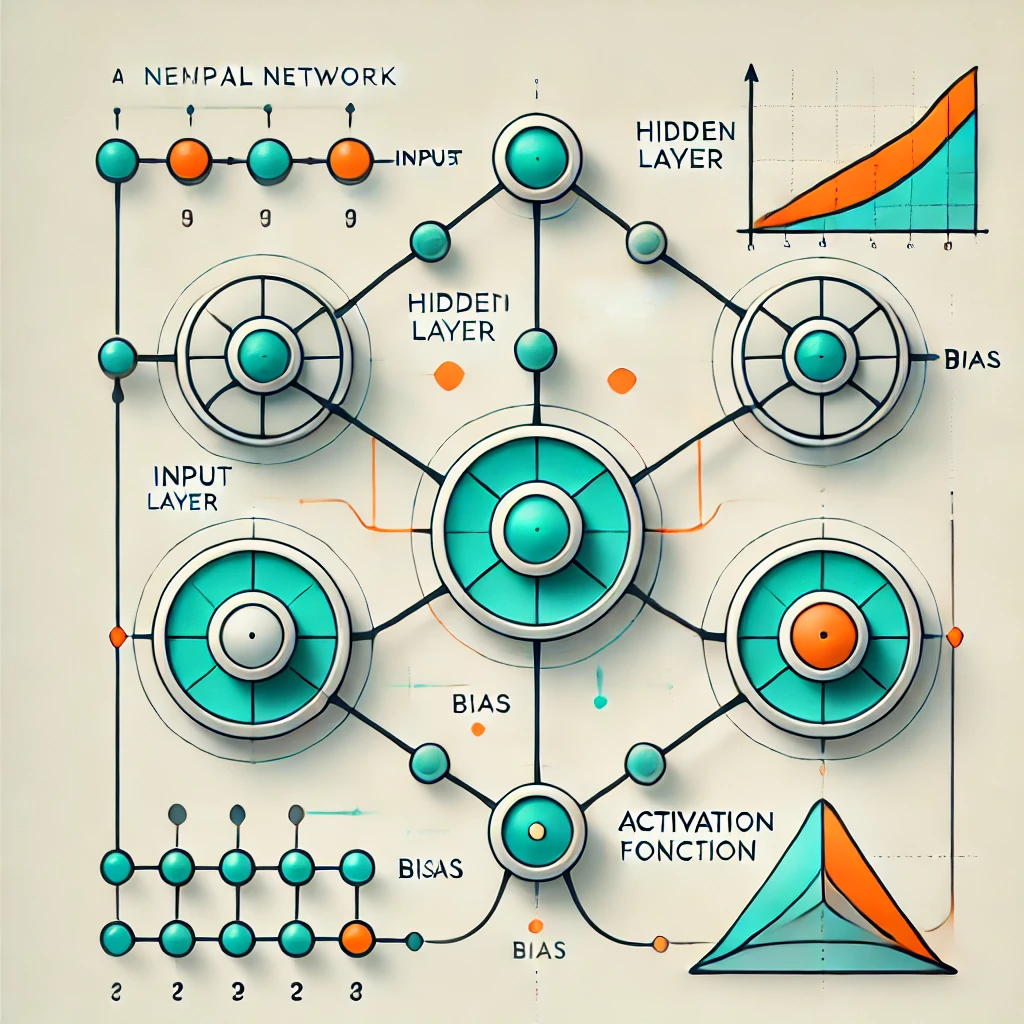 A NEMPAL NETWORK
INPUT
9 9 9
HIDDEN
LAYER
HIDDEN
LAYER
BIAS
INPUT
LAYER
BIAS
ACTIVATION
FONCTION
BISAS
BIAS
2 2 2 2 3